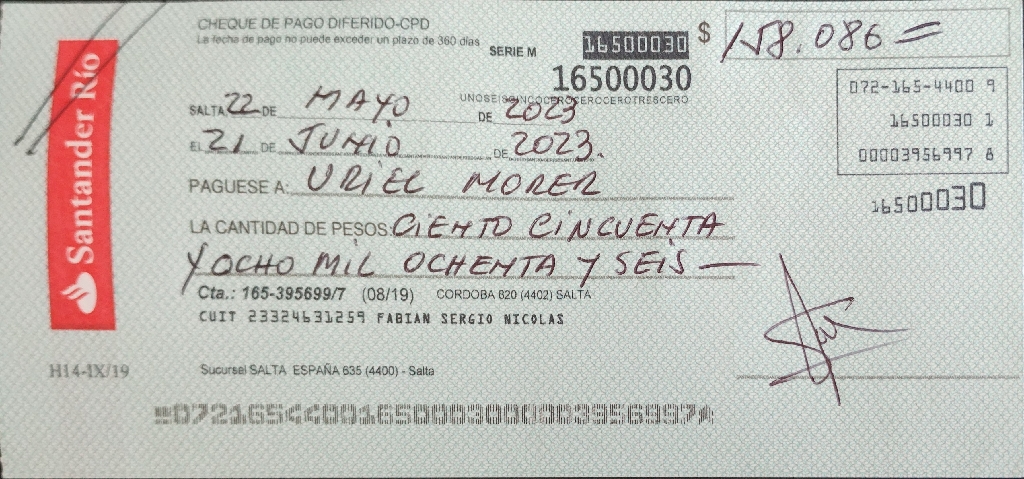 CHEQUE DE PAGO DIFERIDO-CPD
La fecha de pago no puede exceder un plazo de 360 días
SERIE M
16500030
$ 158.086=
16500030
UNOSEISCINCOCEROCEROCEROTRESCERO
072-165-4400 9
16500030 1
00003956997 8
16500030
SALTA 22 DE MAYO DE 2023
EL 21 DE JUNIO DE 2023.
PAGUESE A: URIEL MORER
LA CANTIDAD DE PESOS: CIENTO CINCUENTA
Y OCHO MIL OCHENTA Y SEIS —
Cta.: 165-395699/7 (08/19) CORDOBA 820 (4402) SALTA
CUIT 23324631259 FABIAN SERGIO NICOLAS
Santander Río
H14-IX/19
Sucursal SALTA ESPAÑA 635 (4400) - Salta
07216544001650003000003956997